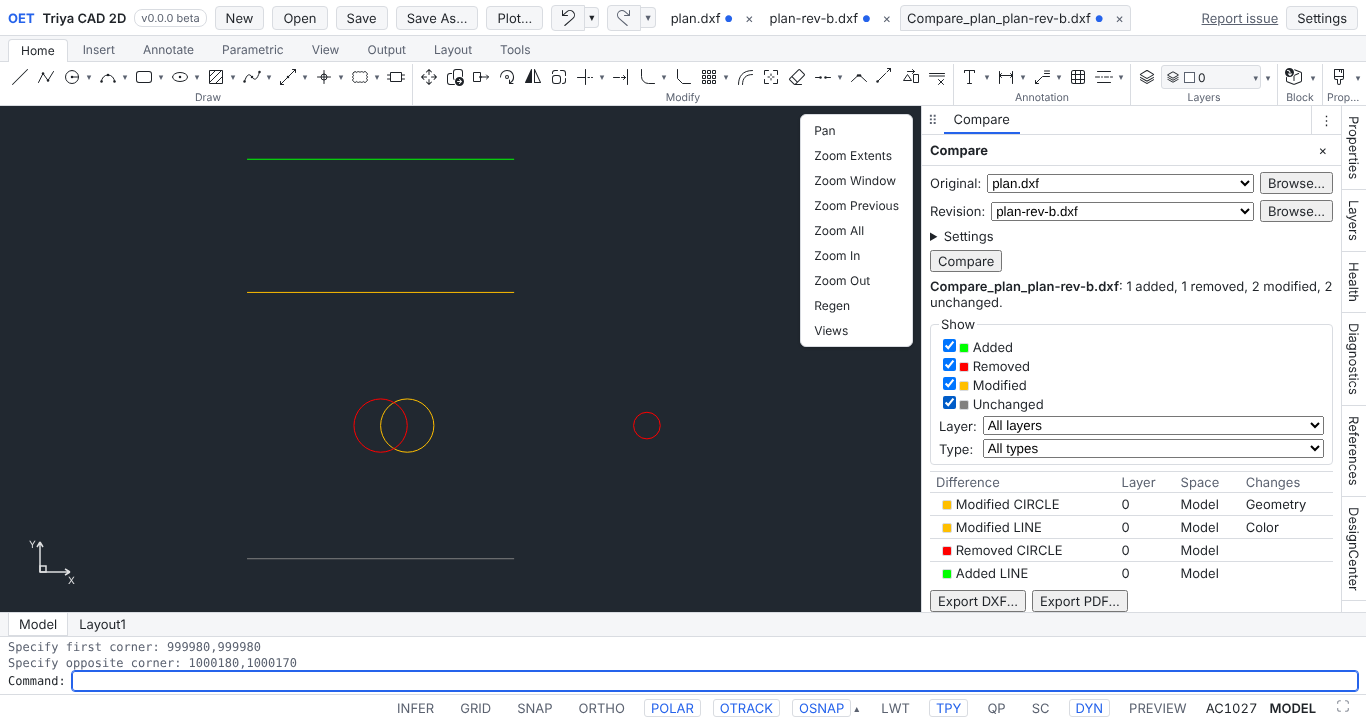 OET Triya CAD 2D v0.0.0 beta New Open Save Save As... Plot... plan.dxf × plan-rev-b.dxf × Compare_plan_plan-rev-b.dxf × Report issue Settings
Home Insert Annotate Parametric View Output Layout Tools
0
Draw Modify Annotation Layers Block Prop...
Pan
Zoom Extents
Zoom Window
Zoom Previous
Zoom All
Zoom In
Zoom Out
Regen
Views
Y
X
Compare
Compare ×
Original: plan.dxf Browse...
Revision: plan-rev-b.dxf Browse...
Settings
Compare
Compare_plan_plan-rev-b.dxf: 1 added, 1 removed, 2 modified, 2
unchanged.
Show
Added
Removed
Modified
Unchanged
Layer: All layers
Type: All types
Difference Layer Space Changes
Modified CIRCLE 0 Model Geometry
Modified LINE 0 Model Color
Removed CIRCLE 0 Model
Added LINE 0 Model
Export DXF... Export PDF...
Properties
Layers
Health
Diagnostics
References
DesignCenter
Model Layout1
Specify first corner: 999980,999980
Specify opposite corner: 1000180,1000170
Command:
INFER GRID SNAP ORTHO POLAR OTRACK OSNAP LWT TPY QP SC DYN PREVIEW AC1027 MODEL